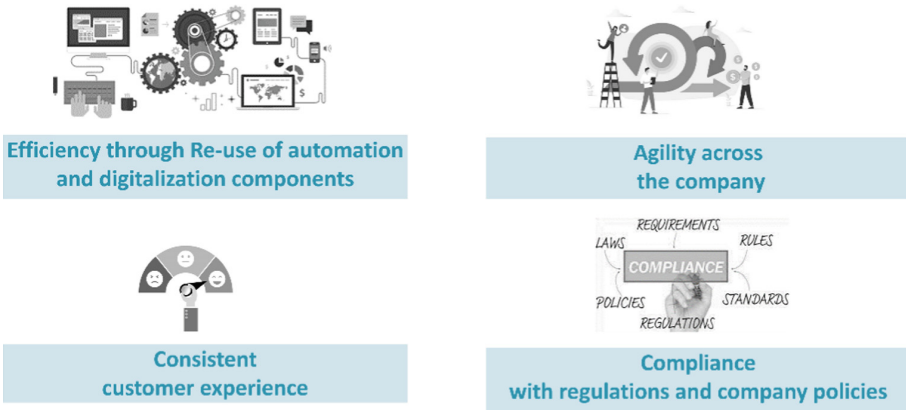 Efficiency through Re-use of automation
and digitalization components
Agility across
the company
REQUIREMENTS
LAWS
RULES
COMPLIANCE
POLICIES
STANDARDS
REGULATIONS
Consistent
customer experience
Compliance
with regulations and company policies